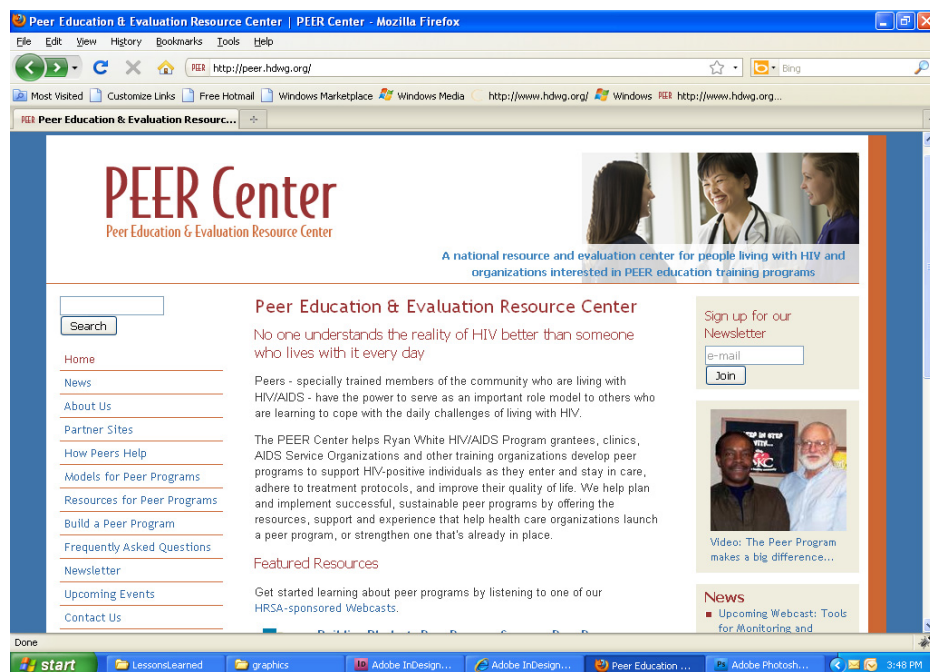 Peer Education & Evaluation Resource Center | PEER Center - Mozilla Firefox
File Edit View History Bookmarks Tools Help
PEER http://peer.hdwg.org/
Bing
Most Visited Customize Links Free Hotmail Windows Marketplace Windows Media http://www.hdwg.org/ Windows PEER http://www.hdwg.org...
PEER Peer Education & Evaluation Resourc...
PEER Center
Peer Education & Evaluation Resource Center
A national resource and evaluation center for people living with HIV and
organizations interested in PEER education training programs
Search
Home
News
About Us
Partner Sites
How Peers Help
Models for Peer Programs
Resources for Peer Programs
Build a Peer Program
Frequently Asked Questions
Newsletter
Upcoming Events
Contact Us
Peer Education & Evaluation Resource Center
No one understands the reality of HIV better than someone
who lives with it every day
Peers - specially trained members of the community who are living with
HIV/AIDS - have the power to serve as an important role model to others who
are learning to cope with the daily challenges of living with HIV.
The PEER Center helps Ryan White HIV/AIDS Program grantees, clinics,
AIDS Service Organizations and other training organizations develop peer
programs to support HIV-positive individuals as they enter and stay in care,
adhere to treatment protocols, and improve their quality of life. We help plan
and implement successful, sustainable peer programs by offering the
resources, support and experience that help health care organizations launch
a peer program, or strengthen one that's already in place.
Featured Resources
Get started learning about peer programs by listening to one of our
HRSA-sponsored Webcasts.
Sign up for our
Newsletter
e-mail
Join
Video: The Peer Program
makes a big difference...
News
Upcoming Webcast: Tools
for Monitoring and
Done
start LessonsLearned graphics Adobe InDesign... Adobe InDesign... Peer Education ... Adobe Photosh... 3:48 PM